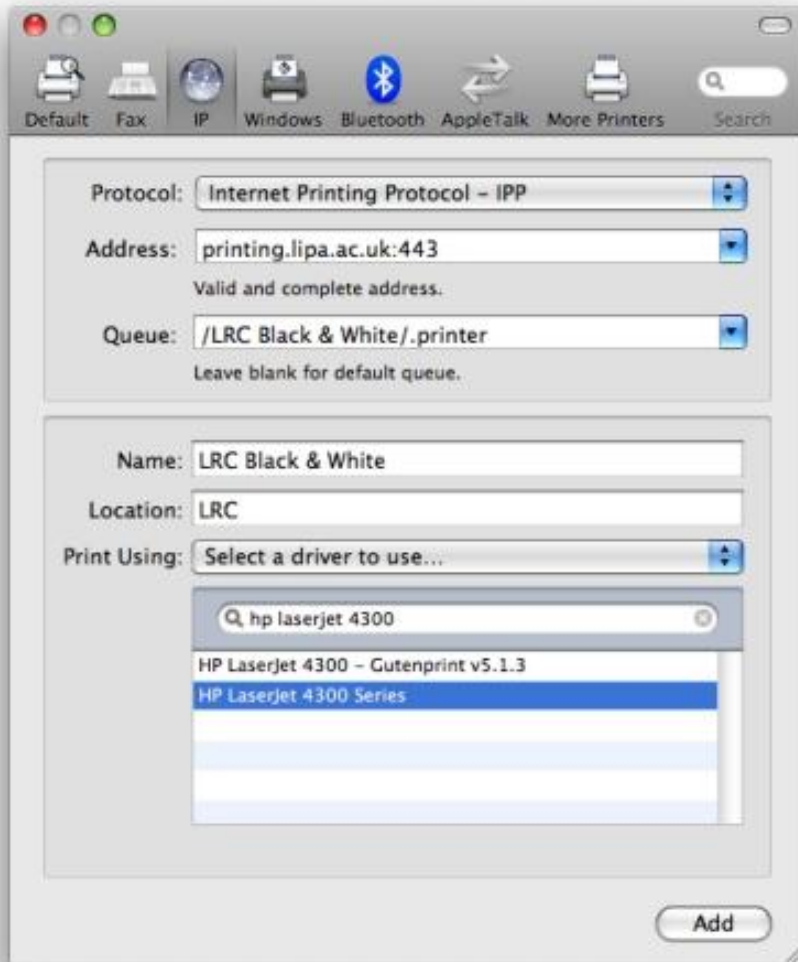 Default Fax IP Windows Bluetooth AppleTalk More Printers Search
Protocol: Internet Printing Protocol – IPP
Address: printing.lipa.ac.uk:443
Valid and complete address.
Queue: /LRC Black & White/.printer
Leave blank for default queue.
Name: LRC Black & White
Location: LRC
Print Using: Select a driver to use...
hp laserjet 4300
HP LaserJet 4300 – Gutenprint v5.1.3
HP LaserJet 4300 Series
Add